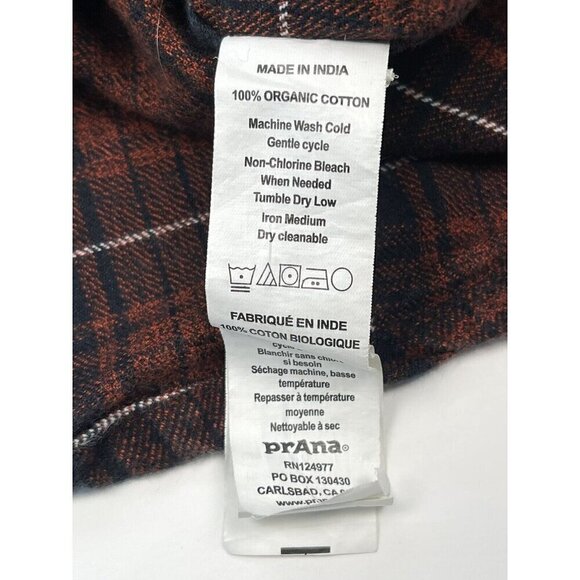 MADE IN INDIA
100% ORGANIC COTTON
Machine Wash Cold
Gentle cycle
Non-Chlorine Bleach
When Needed
Tumble Dry Low
Iron Medium
Dry cleanable
FABRIQUÉ EN INDE
100% COTON BIOLOGIQUE
Blanchir sans
si besoin
Séchage machine, basse
température
Repasser à température
moyenne
Nettoyable à sec
prAna®
RN124977
PO BOX 130430
CARLSBAD, CA